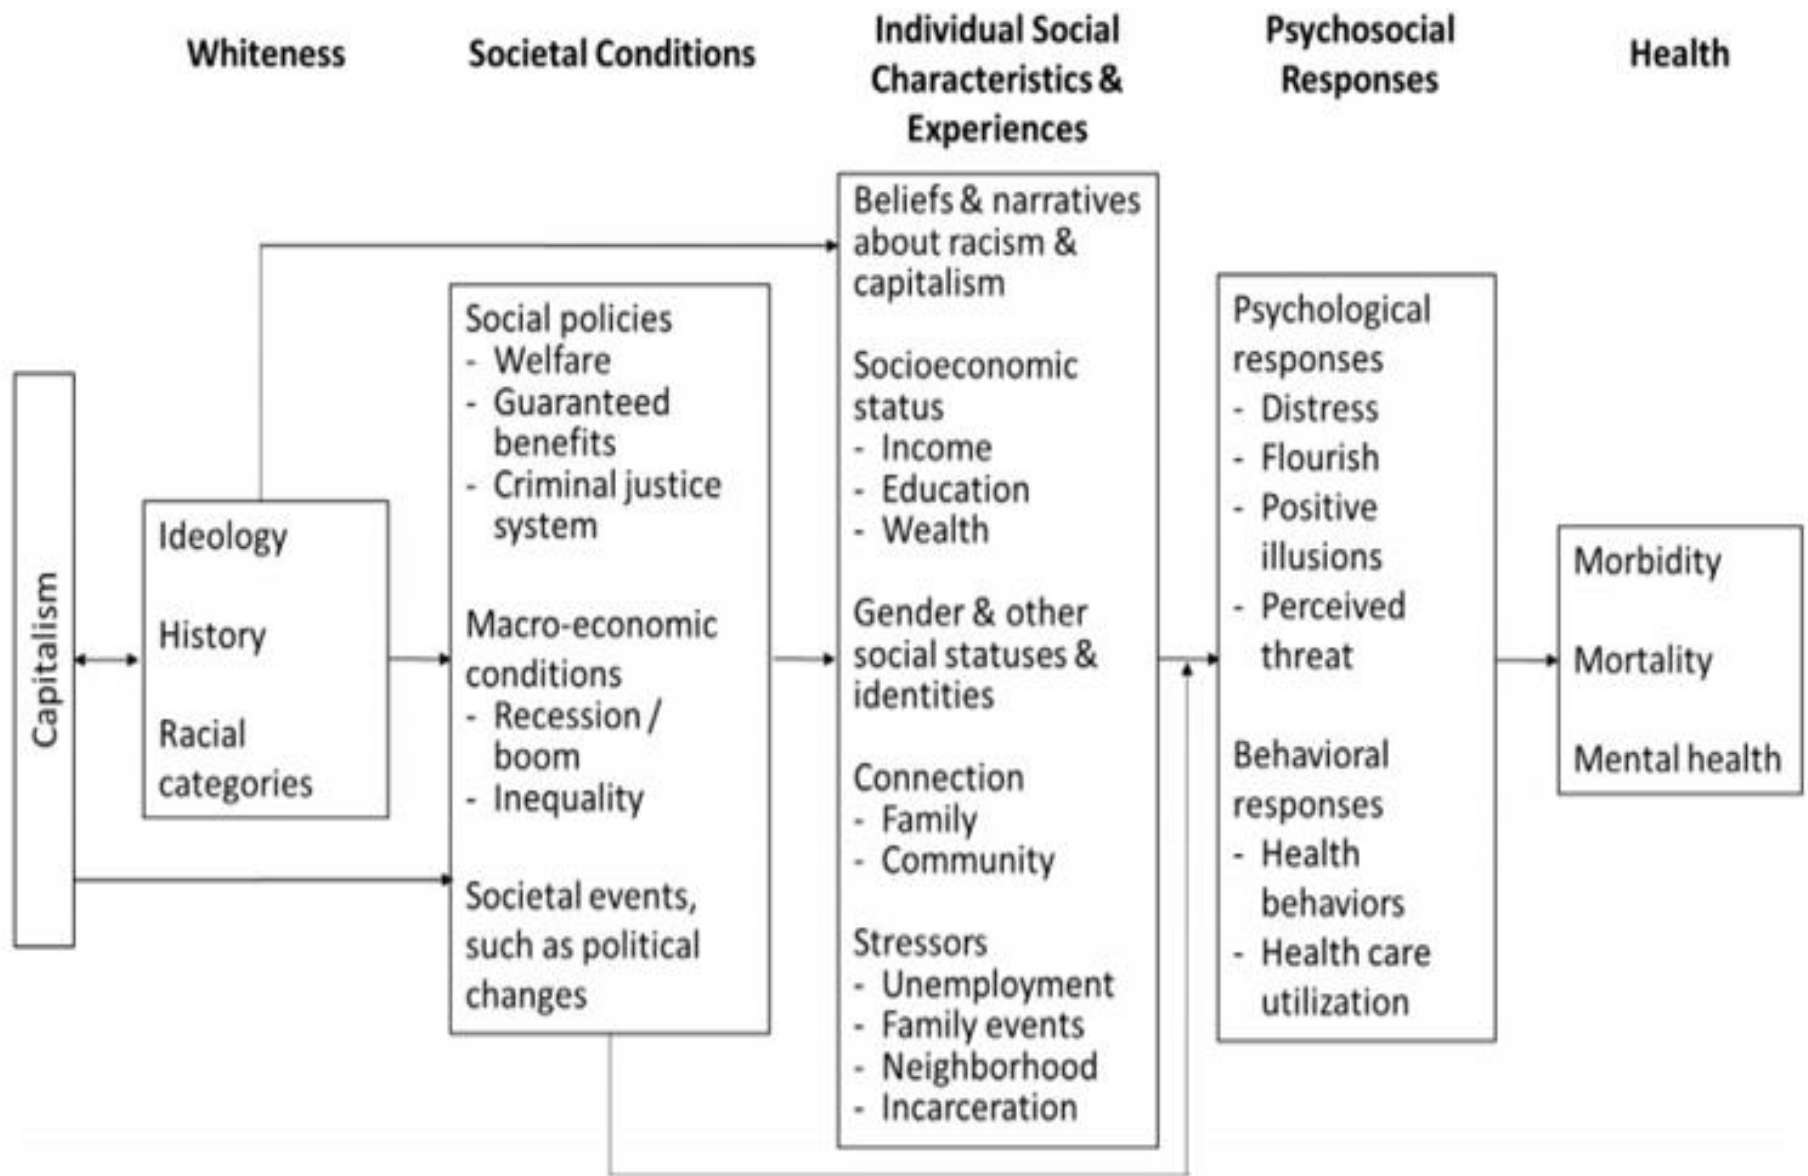 Whiteness
Societal Conditions
Individual Social
Characteristics &
Experiences
Psychosocial
Responses
Health
Capitalism
Ideology
History
Racial
categories
Social policies
- Welfare
- Guaranteed
benefits
- Criminal justice
system
Macro-economic
conditions
- Recession /
boom
- Inequality
Societal events,
such as political
changes
Beliefs & narratives
about racism &
capitalism
Socioeconomic
status
- Income
- Education
- Wealth
Gender & other
social statuses &
identities
Connection
- Family
- Community
Stressors
- Unemployment
- Family events
- Neighborhood
- Incarceration
Psychological
responses
- Distress
- Flourish
- Positive
illusions
- Perceived
threat
Behavioral
responses
- Health
behaviors
- Health care
utilization
Morbidity
Mortality
Mental health